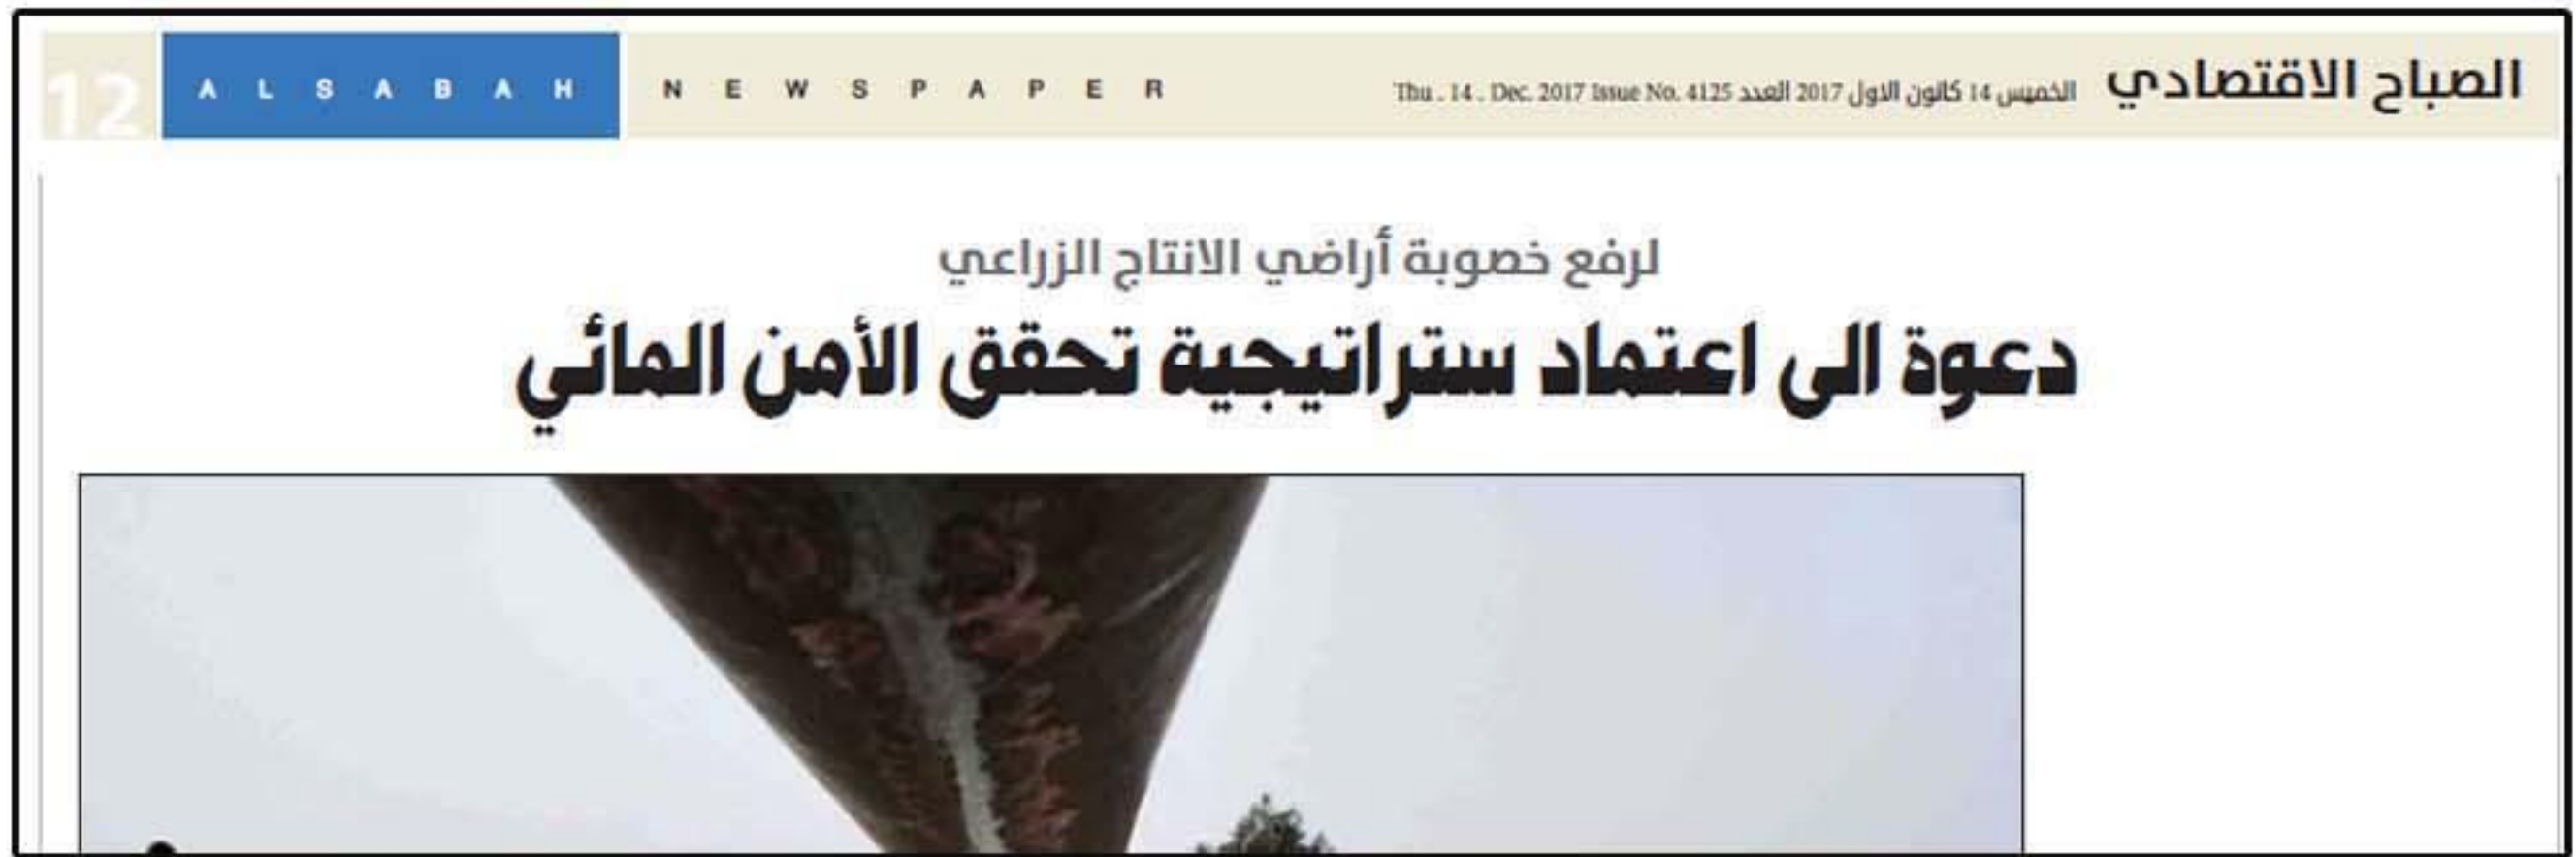 الصباح الاقتصادي الخميس 14 كانون الاول 2017 العدد Thu . 14 . Dec. 2017 Issue No. 4125 NEWSPAPER ALSABAH 12
لرفع خصوبة أراضي الانتاج الزراعي
دعوة الى اعتماد ستراتيجية تحقق الأمن المائي